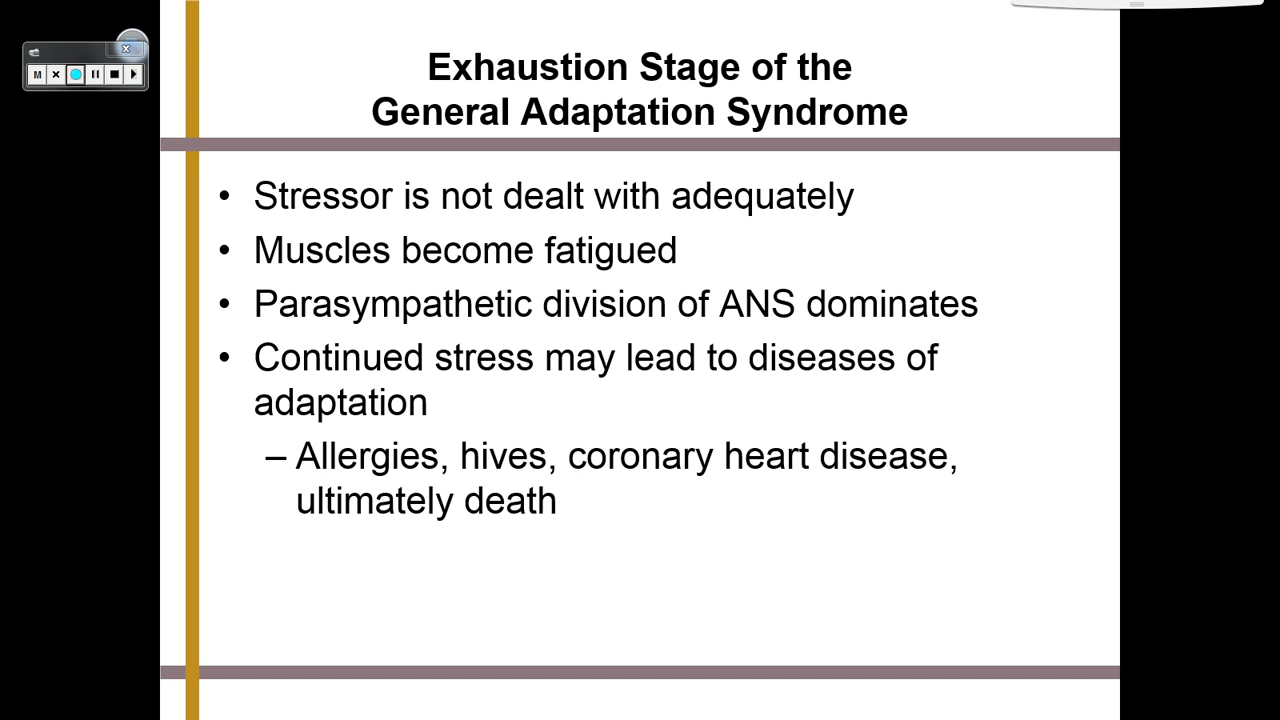 Exhaustion Stage of the
General Adaptation Syndrome
• Stressor is not dealt with adequately
• Muscles become fatigued
• Parasympathetic division of ANS dominates
• Continued stress may lead to diseases of
adaptation
– Allergies, hives, coronary heart disease,
ultimately death
M